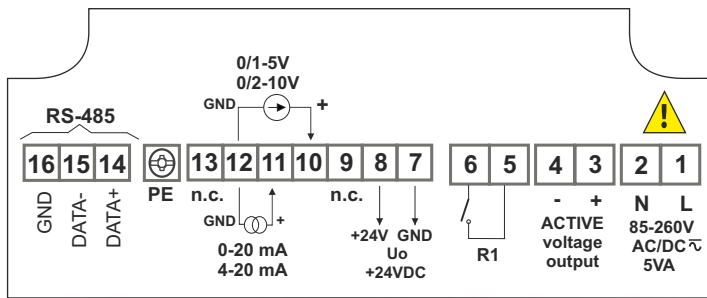 0/1-5V
0/2-10V
GND +
RS-485
16 15 14 13 12 11 10 9 8 7 6 5 4 3 2 1
GND
DATA-
DATA+
PE
n.c.
GND +
0-20 mA
4-20 mA
n.c.
+24V GND
Uo
+24VDC
R1
- +
ACTIVE
voltage
output
!
N L
85-260V
AC/DC
5VA